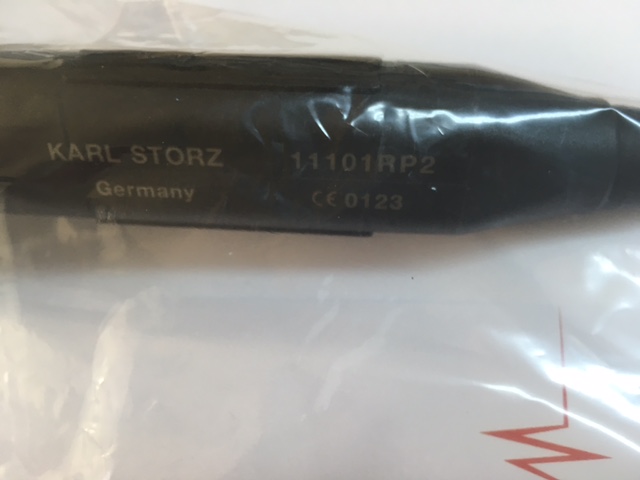 KARL STORZ 11101RP2
Germany CE 0123